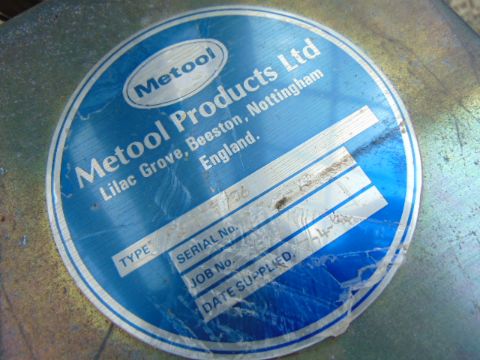 Metool
Metool Products Ltd
Lilac Grove, Beeston, Nottingham
England.
TYPE
SERIAL No.
JOB No.
DATE SUPPLIED.